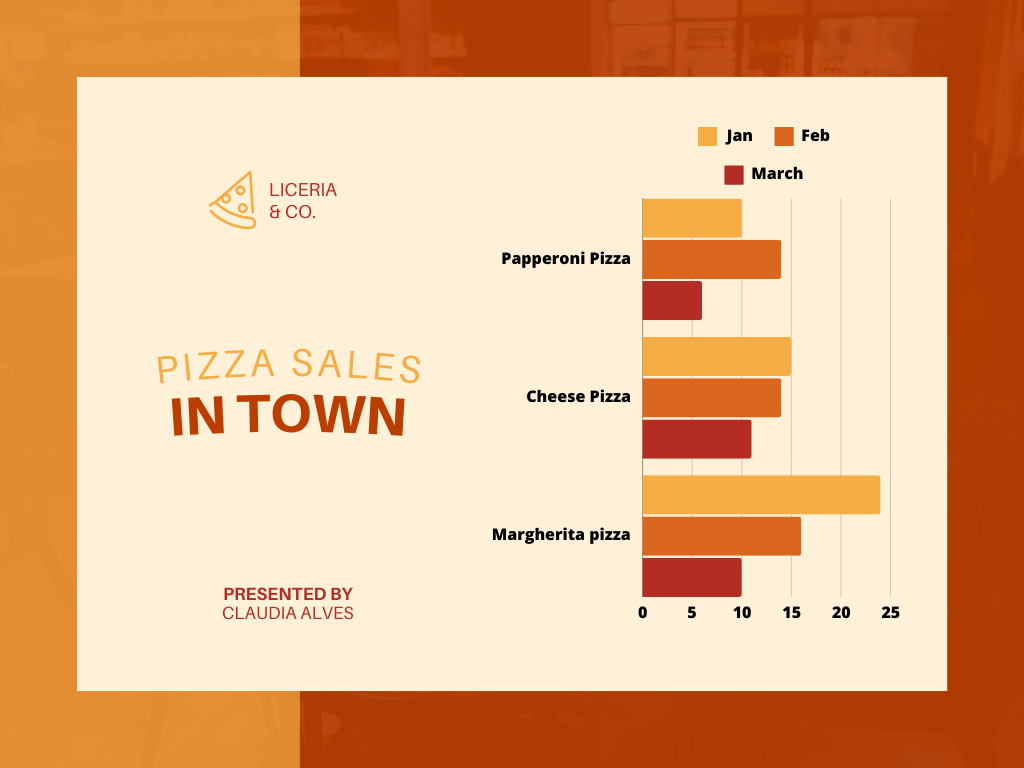 LICERIA
& CO.
PIZZA SALES
IN TOWN
PRESENTED BY
CLAUDIA ALVES
Jan Feb
March
Papperoni Pizza
Cheese Pizza
Margherita pizza
0 5 10 15 20 25